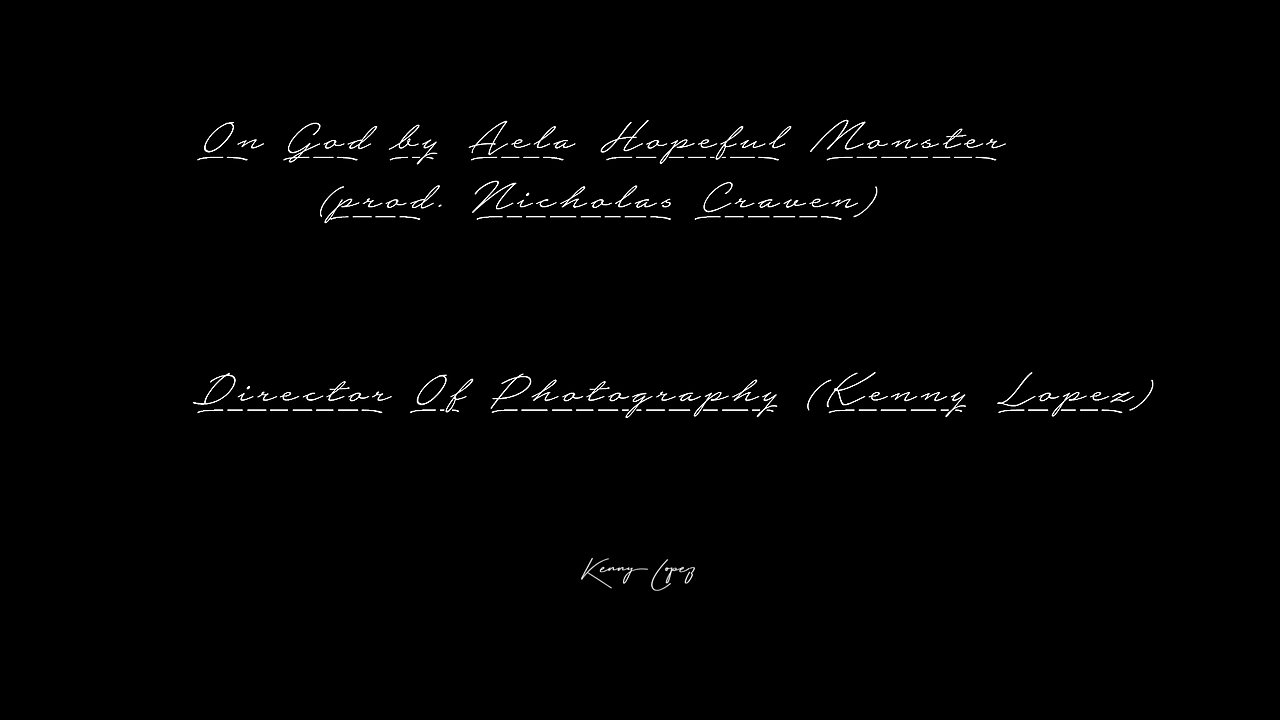 On God by Aela Hopeful Monster
(prod. Nicholas Craven)
Director Of Photography (Kenny Lopez)
Kenny Lopez